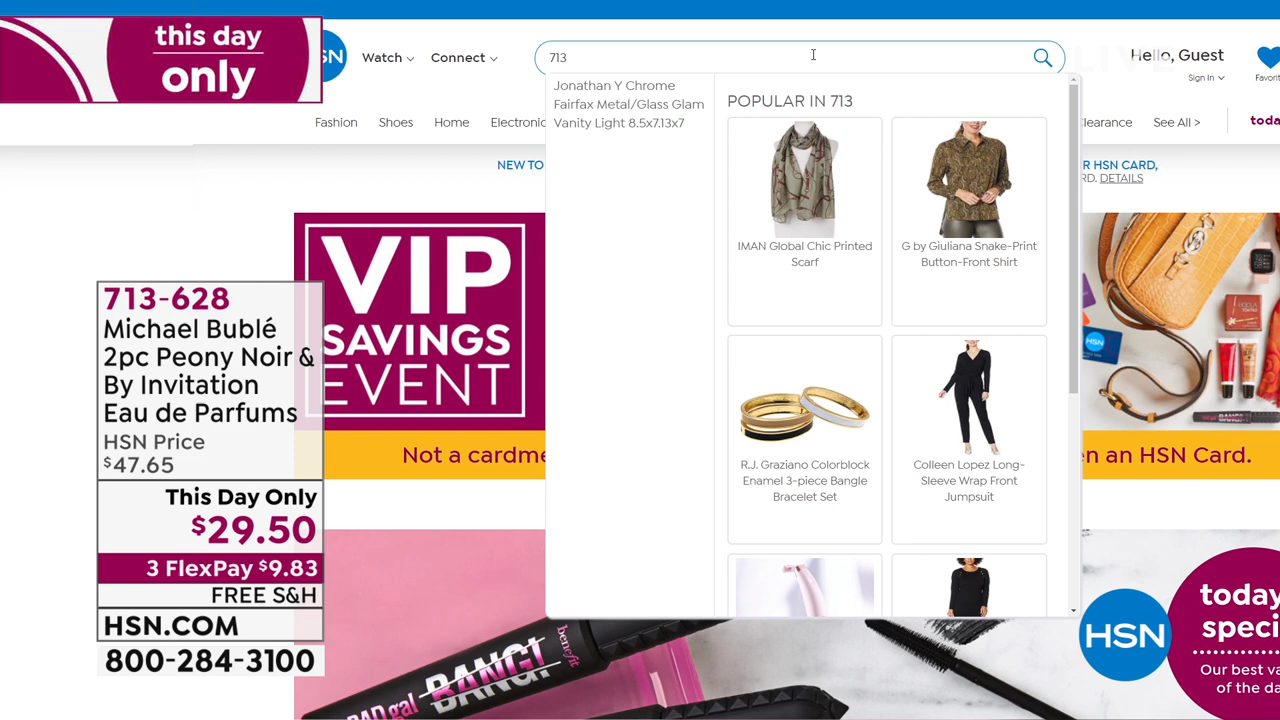 this day
only
SN
Watch
Connect
713
LIVE
Hello, Guest
Sign In
Favorit
Fashion
Shoes
Home
Electronic
Clearance
See All >
toda
NEW TO
R HSN CARD,
RD. DETAILS
Jonathan Y Chrome
Fairfax Metal/Glass Glam
Vanity Light 8.5x7.13x7
POPULAR IN 713
IMAN Global Chic Printed
Scarf
G by Giuliana Snake-Print
Button-Front Shirt
R.J. Graziano Colorblock
Enamel 3-piece Bangle
Bracelet Set
Colleen Lopez Long-
Sleeve Wrap Front
Jumpsuit
VIP
SAVINGS
EVENT
Not a cardme
en an HSN Card.
HSN
713-628
Michael Bublé
2pc Peony Noir &
By Invitation
Eau de Parfums
HSN Price
$47.65
This Day Only
$29.50
3 FlexPay $9.83
FREE S&H
HSN.COM
800-284-3100
benefit
BADgal BANG!
HSN
today
speci
Our best va
of the da